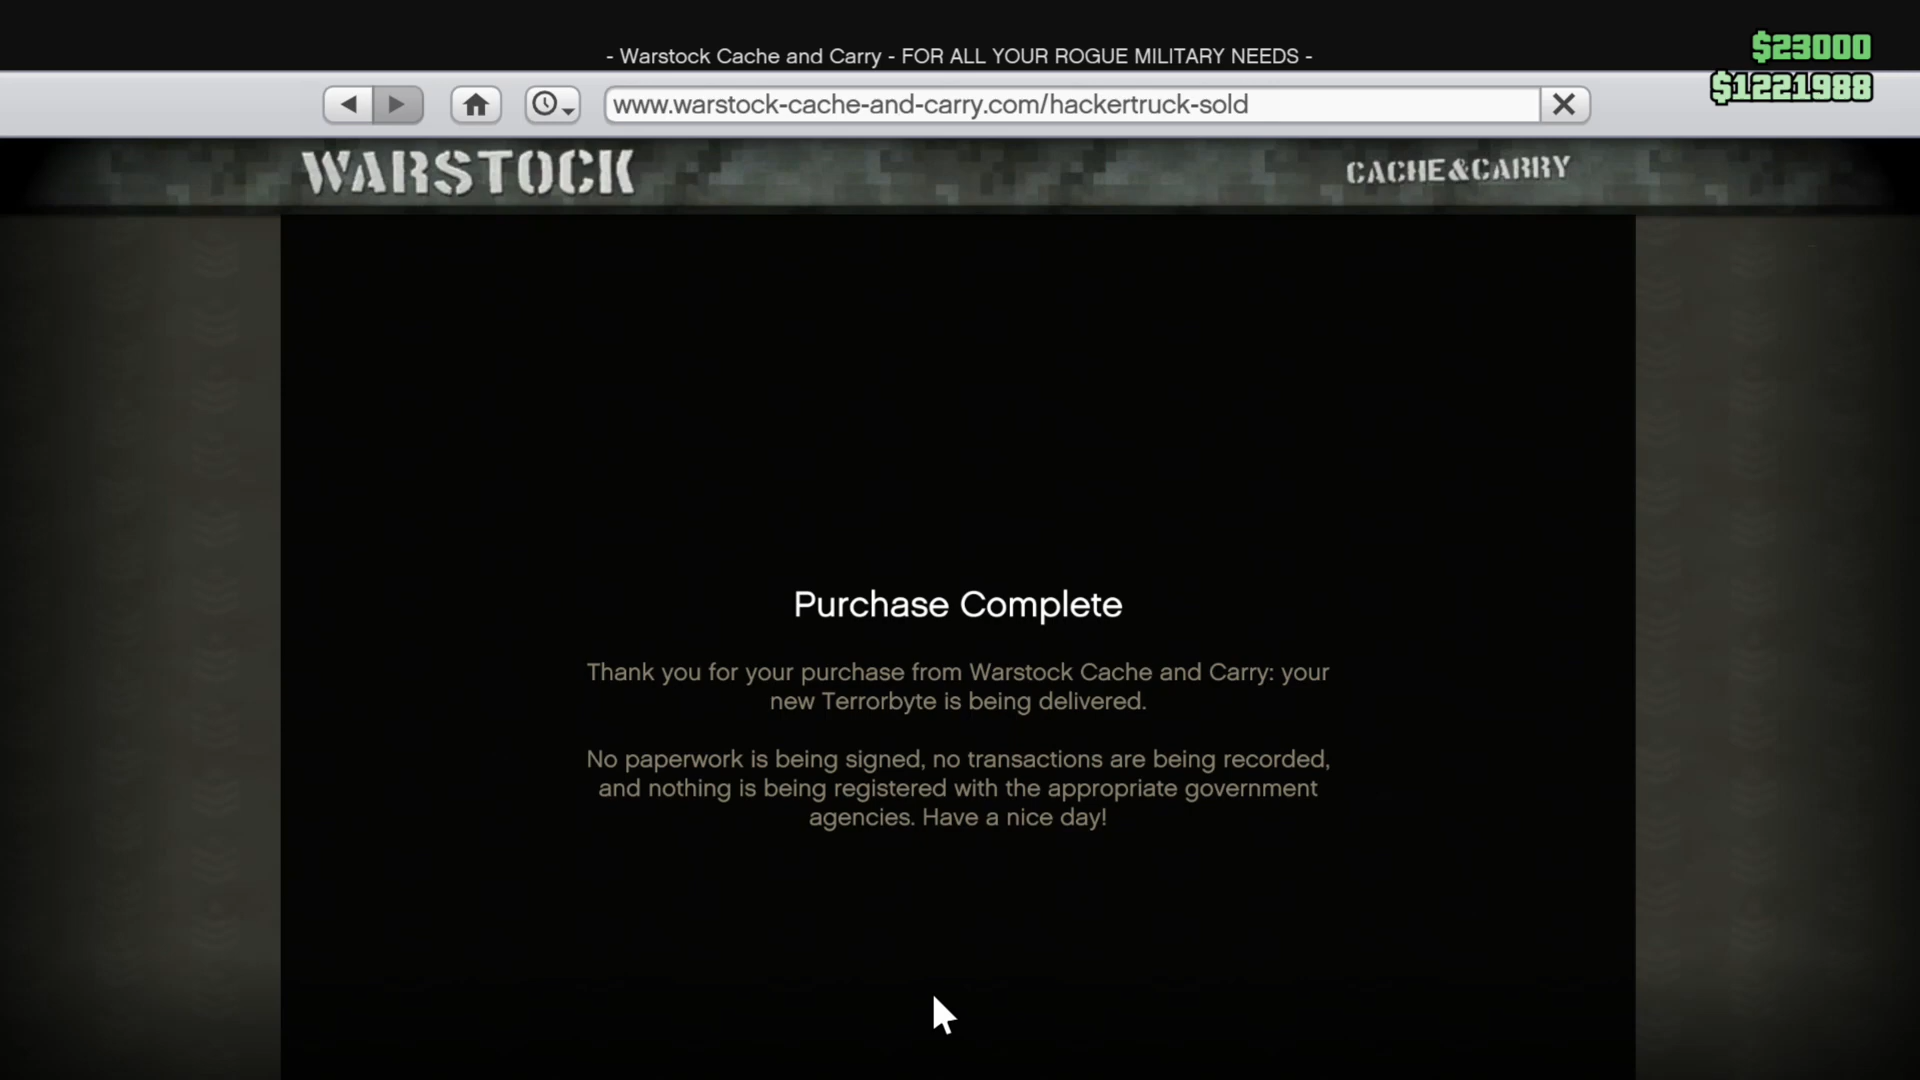 - Warstock Cache and Carry - FOR ALL YOUR ROGUE MILITARY NEEDS -
$23000
$1221988
www.warstock-cache-and-carry.com/hackertruck-sold
WARSTOCK
CACHE&CARRY
Purchase Complete
Thank you for your purchase from Warstock Cache and Carry: your
new Terrorbyte is being delivered.
No paperwork is being signed, no transactions are being recorded,
and nothing is being registered with the appropriate government
agencies. Have a nice day!